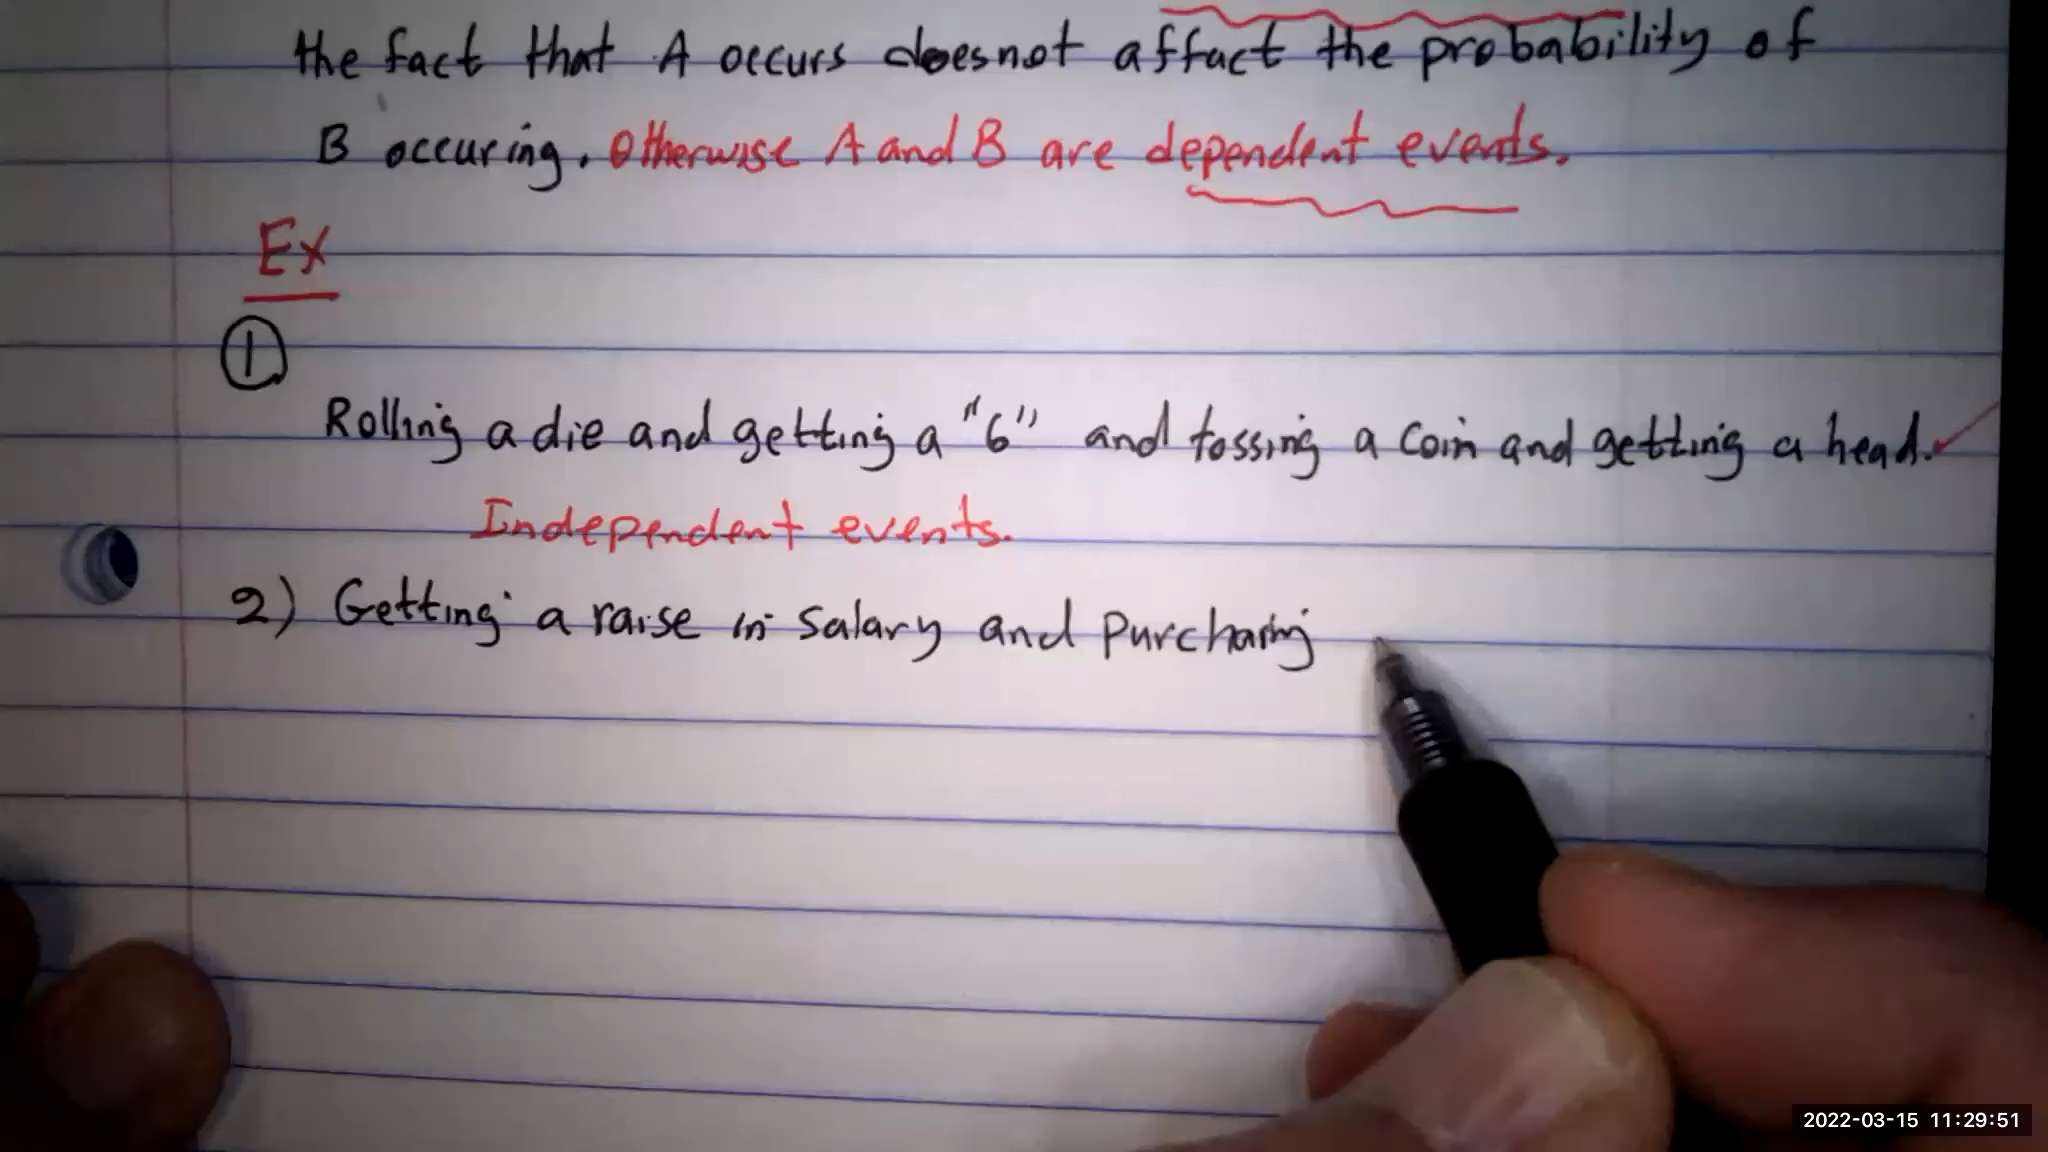 the fact that A occurs doesnot affact the probability of
B occuring. Otherwise A and B are dependent events.
Ex
1
Rolling a die and getting a "6" and tossing a coin and getting a head.
Independent events.
2) Getting a raise in salary and purchasing
2022-03-15 11:29:51